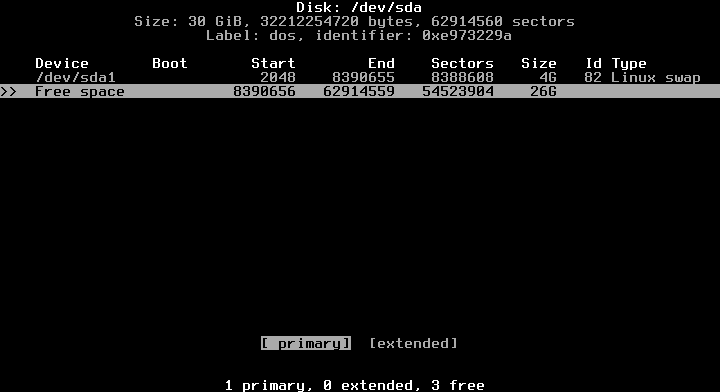 Disk: /dev/sda
Size: 30 GiB, 32212254720 bytes, 62914560 sectors
Label: dos, identifier: 0xe973229a
Device Boot Start End Sectors Size Id Type
/dev/sda1 2048 8390655 8388608 4G 82 Linux swap
>> Free space 8390656 62914559 54523904 26G
[ primary] [extended]
1 primary, 0 extended, 3 free